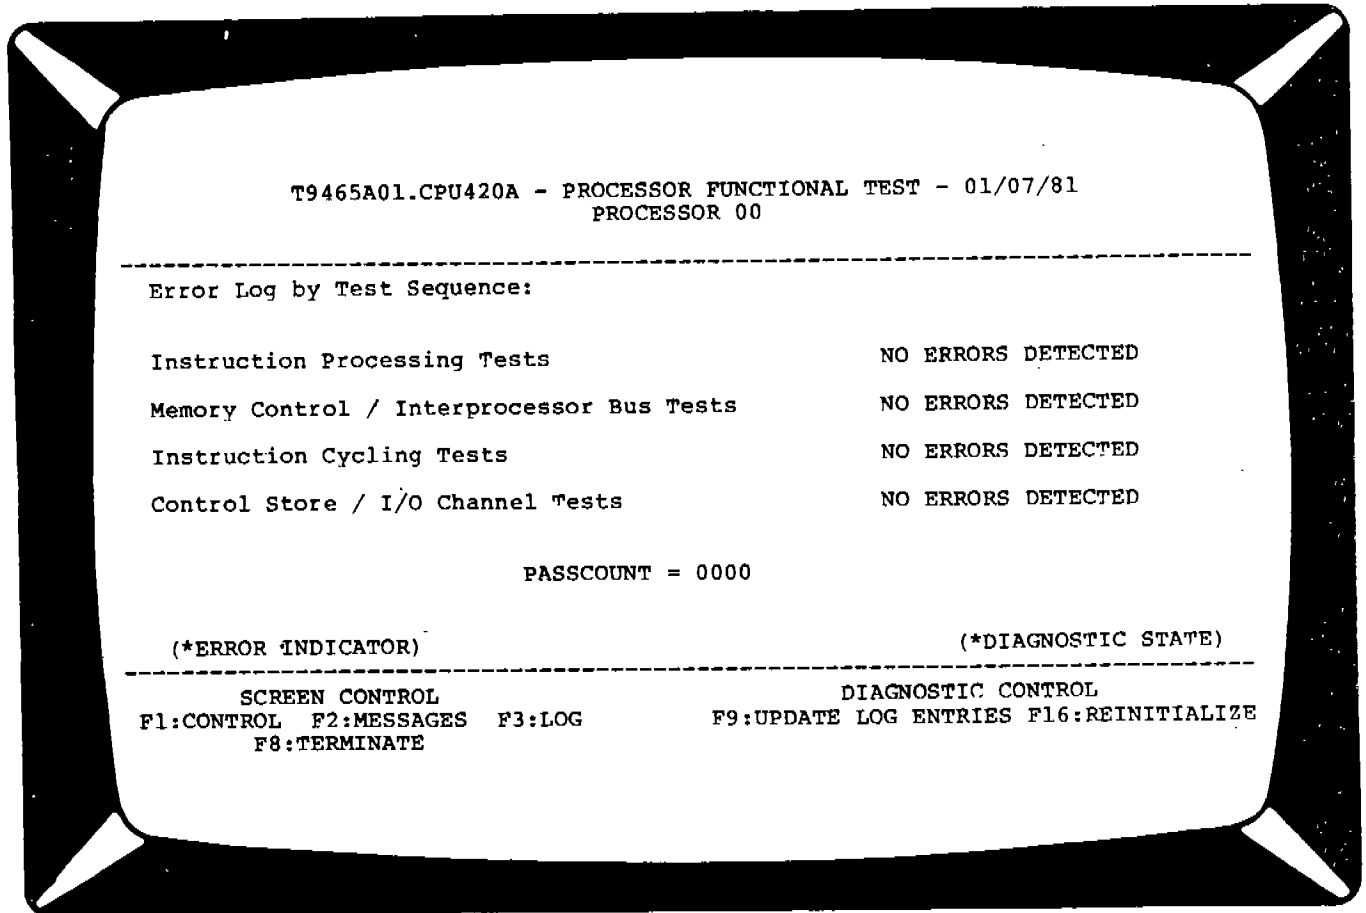 T9465A01.CPU420A - PROCESSOR FUNCTIONAL TEST - 01/07/81
PROCESSOR 00
Error Log by Test Sequence:
Instruction Processing Tests NO ERRORS DETECTED
Memory Control / Interprocessor Bus Tests NO ERRORS DETECTED
Instruction Cycling Tests NO ERRORS DETECTED
Control Store / I/O Channel Tests NO ERRORS DETECTED
PASSCOUNT = 0000
(*ERROR INDICATOR) (*DIAGNOSTIC STATE)
SCREEN CONTROL DIAGNOSTIC CONTROL
F1:CONTROL F2:MESSAGES F3:LOG F9:UPDATE LOG ENTRIES F16:REINITIALIZE
F8:TERMINATE